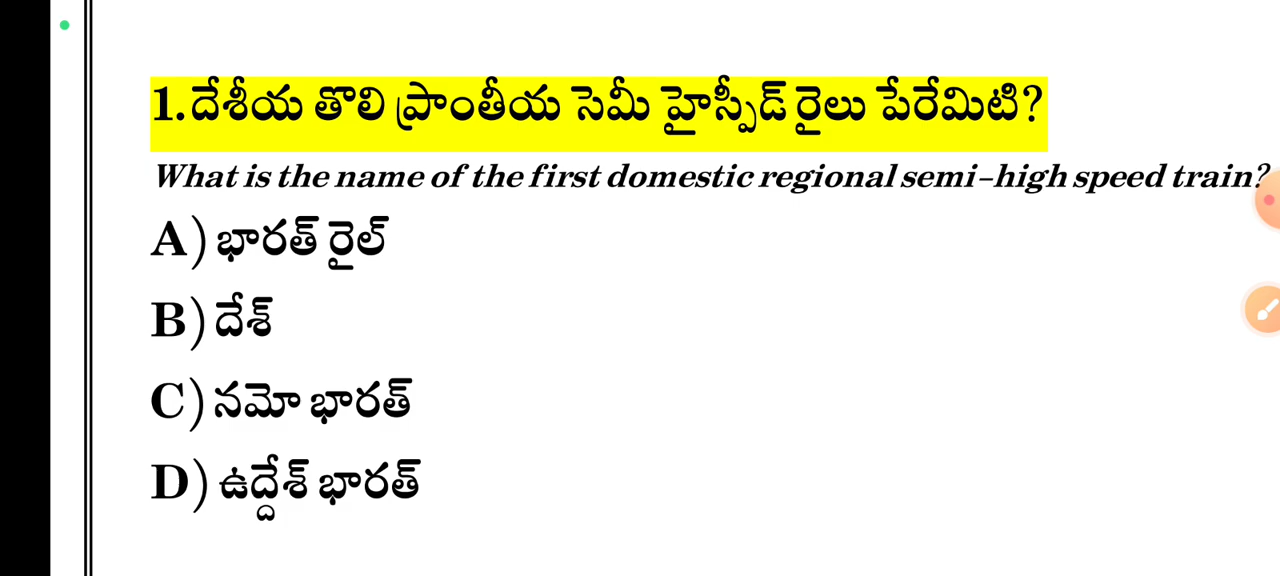 1.దేశీయ తొలి ప్రాంతీయ సెమీ హైస్పీడ్ రైలు పేరేమిటి?
What is the name of the first domestic regional semi-high speed train?
A) భారత్ రైల్
B) దేశ్
C) నమో భారత్
D) ఉద్దేశ్ భారత్